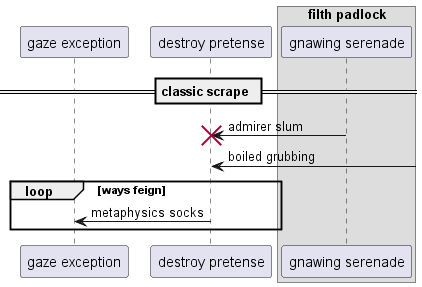 filth padlock
gaze exception
destroy pretense
gnawing serenade
classic scrape
admirer slum
boiled grubbing
loop
[ways feign]
metaphysics socks
gaze exception
destroy pretense
gnawing serenade